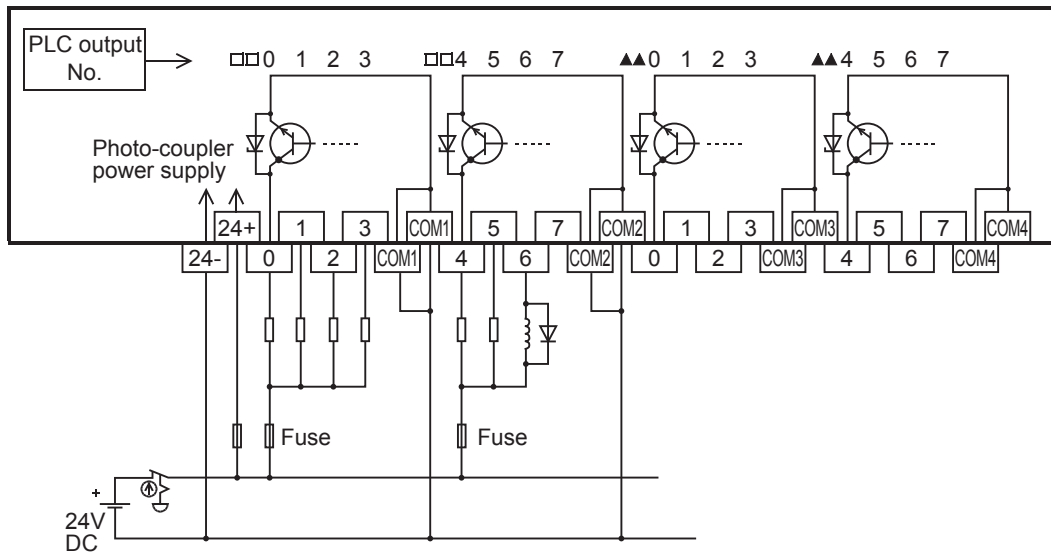 PLC output
No.
□□0 1 2 3 □□4 5 6 7 ▲▲0 1 2 3 ▲▲4 5 6 7
Photo-coupler
power supply
24+ 1 3 COM1 5 7 COM2 1 3 COM3 5 7 COM4
24- 0 2 COM1 4 6 COM2 0 2 COM3 4 6 COM4
Fuse Fuse
+
24V
DC